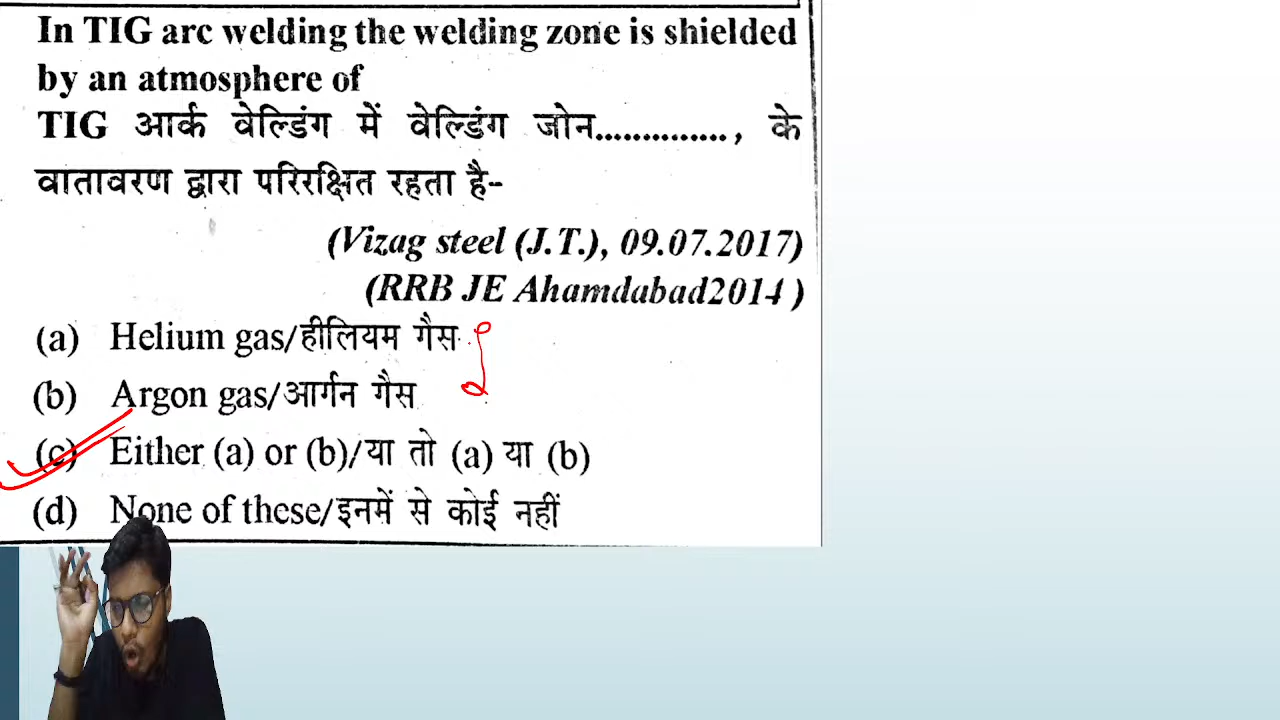 In TIG arc welding the welding zone is shielded
by an atmosphere of
TIG आर्क वेल्डिंग में वेल्डिंग जोन..............., के
वातावरण द्वारा परिरक्षित रहता है-
(Vizag steel (J.T.), 09.07.2017)
(RRB JE Ahamdabad2014 )
(a) Helium gas/हीलियम गैस
(b) Argon gas/आर्गन गैस
(c) Either (a) or (b)/या तो (a) या (b)
(d) None of these/इनमें से कोई नहीं